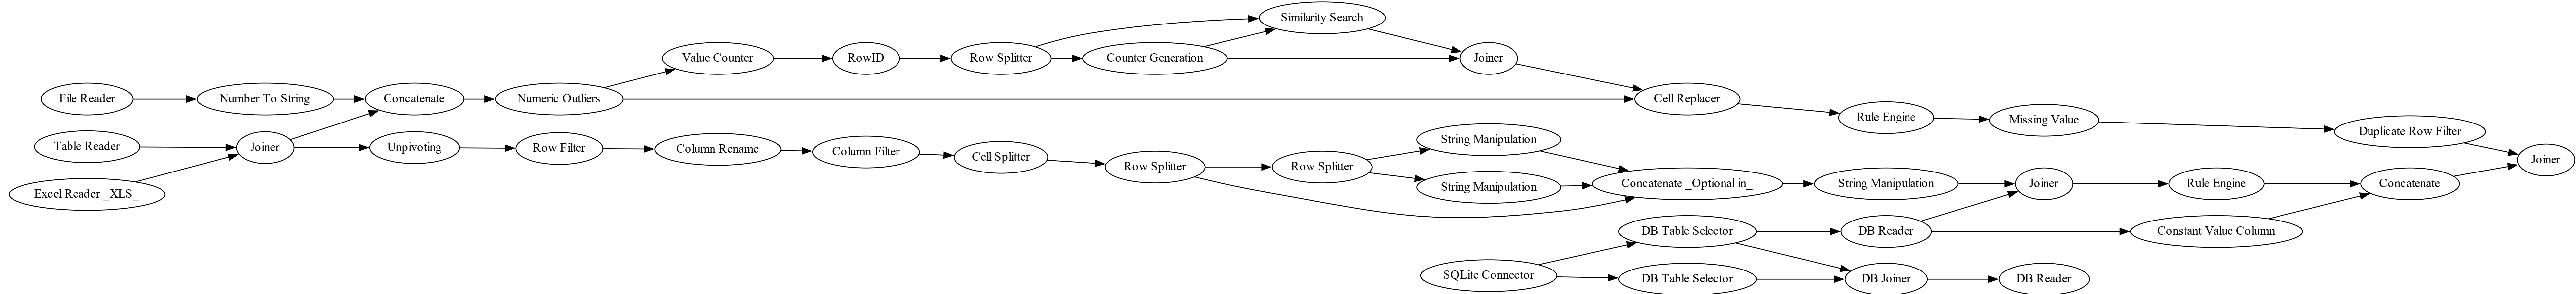 Similarity Search
Value Counter
RowID
Row Splitter
Counter Generation
Joiner
File Reader
Number To String
Concatenate
Numeric Outliers
Cell Replacer
Rule Engine
Missing Value
Duplicate Row Filter
Table Reader
Joiner
Unpivoting
Row Filter
Column Rename
Column Filter
Cell Splitter
Row Splitter
Row Splitter
String Manipulation
String Manipulation
Joiner
Excel Reader _XLS_
Concatenate _Optional in_
String Manipulation
Joiner
Rule Engine
Concatenate
DB Table Selector
DB Reader
Constant Value Column
SQLite Connector
DB Table Selector
DB Joiner
DB Reader